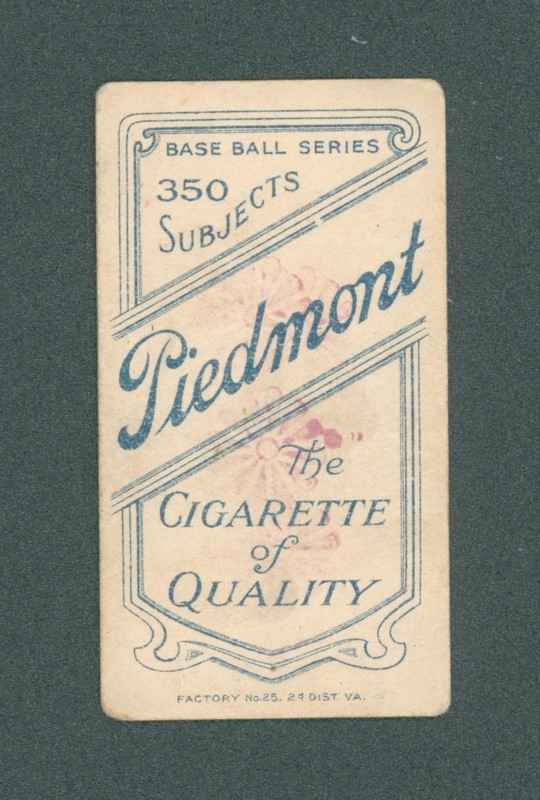 BASE BALL SERIES
350
SUBJECTS
Piedmont
The
CIGARETTE
of
QUALITY
FACTORY No. 25, 2d DIST. VA.